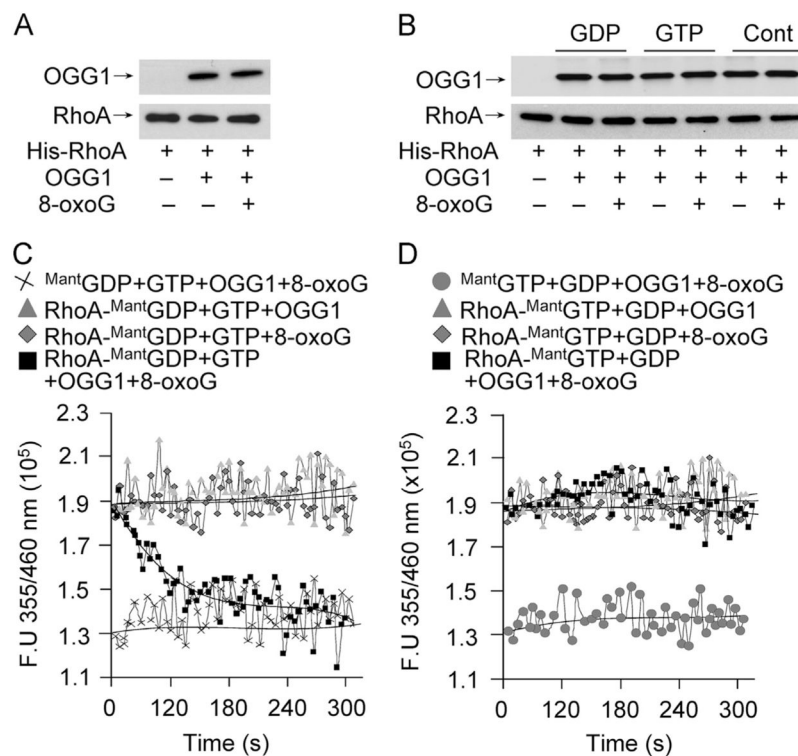 A
OGG1→
RhoA→
His-RhoA + + +
OGG1 – + +
8-oxoG – – +
B
GDP GTP Cont
OGG1→
RhoA→
His-RhoA + + + + + + +
OGG1 – + + + + + +
8-oxoG – – + – + – +
C
MantGDP+GTP+OGG1+8-oxoG
RhoA-MantGDP+GTP+OGG1
RhoA-MantGDP+GTP+8-oxoG
RhoA-MantGDP+GTP
+OGG1+8-oxoG
F.U 355/460 nm (10⁵)
2.3
2.1
1.9
1.7
1.5
1.3
1.1
0 120 180 240 300
Time (s)
D
MantGTP+GDP+OGG1+8-oxoG
RhoA-MantGTP+GDP+OGG1
RhoA-MantGTP+GDP+8-oxoG
RhoA-MantGTP+GDP
+OGG1+8-oxoG
F.U 355/460 nm (x10⁵)
2.3
2.1
1.9
1.7
1.5
1.3
1.1
0 120 180 240 300
Time (s)